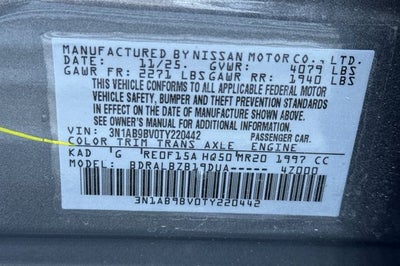 MANUFACTURED BY NISSAN MOTOR CO., LTD.
DATE: 11/25. GVWR: 4079 LBS
GAWR FR: 2271 LBS GAWR RR: 1940 LBS
THIS VEHICLE CONFORMS TO ALL APPLICABLE FEDERAL MOTOR VEHICLE
SAFETY, BUMPER AND THEFT PREVENTION STANDARDS
IN EFFECT ON THE DATE OF MANUFACTURE SHOWN ABOVE.
SEE OWNER'S MANUAL FOR ADDITIONAL INFORMATION
VIN: 3N1AB9BV0TY220442 PASSENGER CAR.
COLOR TRIM TRANS AXLE ENGINE
KAD G RE0F15A HQ50 MR20 1997 CC
MODEL: BDRALBZB19DUA----- 4Z000
3N1AB9BV0TY220442